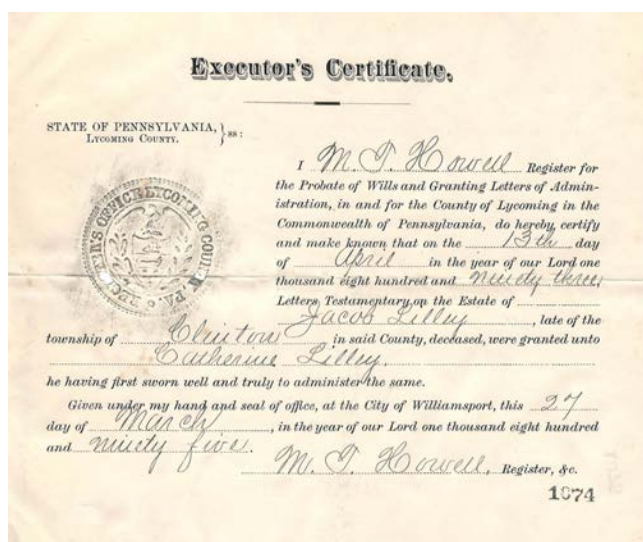 Executor's Certificate.
STATE OF PENNSYLVANIA,
LYCOMING COUNTY. } ss:
I M. T. Howell Register for
the Probate of Wills and Granting Letters of Admin-
istration, in and for the County of Lycoming in the
Commonwealth of Pennsylvania, do hereby, certify
and make known that on the 13th day
of April in the year of our Lord one
thousand eight hundred and ninety three
Letters Testamentary on the Estate of
Jacob Lilley, late of the
township of Clinton in said County, deceased, were granted unto
Catherine Lilley.
he having first sworn well and truly to administer the same.
Given under my hand and seal of office, at the City of Williamsport, this 27
day of March, in the year of our Lord one thousand eight hundred
and ninety five.
M. T. Howell, Register, &c.
1874
REGISTER'S OFFICE LYCOMING COUNTY PA.